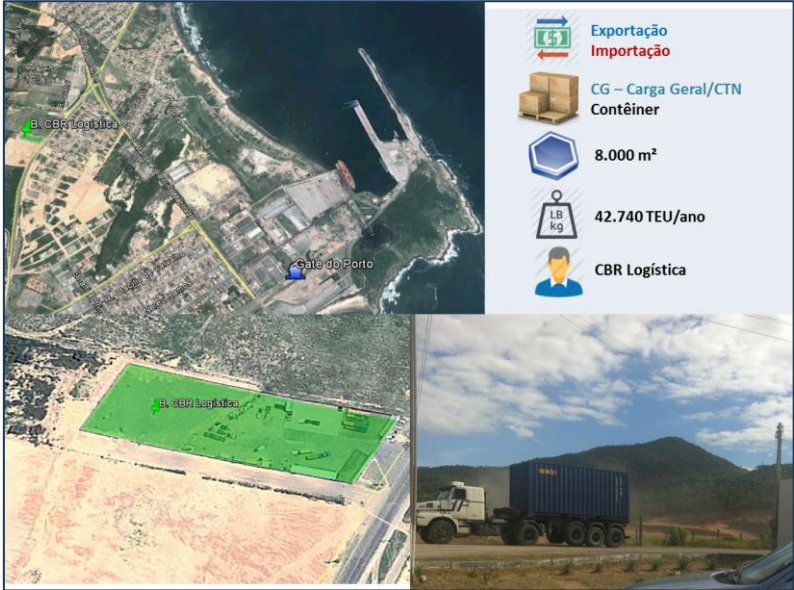 B. CBR Logística
Gate do Porto
Exportação
Importação
CG – Carga Geral/CTN
Contêiner
8.000 m²
LB
kg
42.740 TEU/ano
CBR Logística
B. CBR Logística